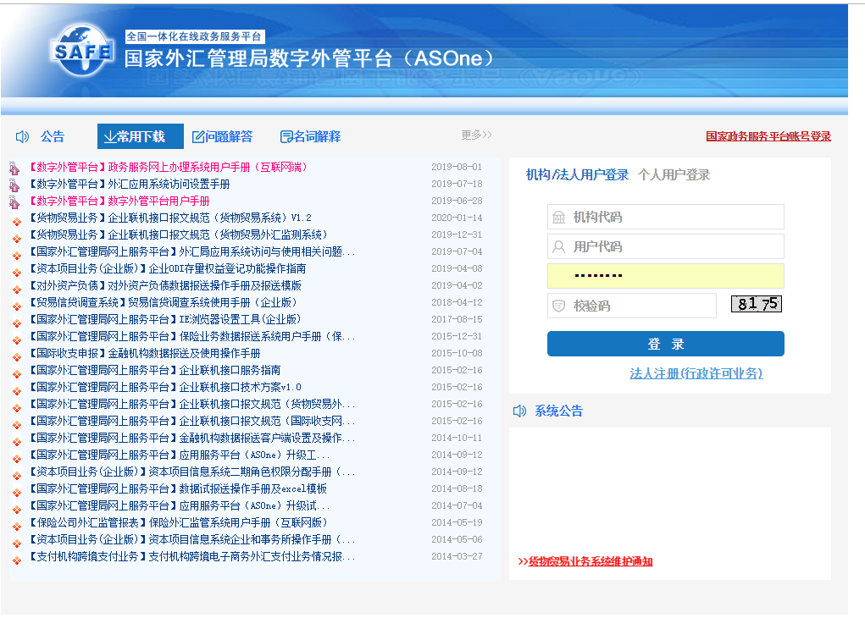 SAFE
全国一体化在线政务服务平台
国家外汇管理局数字外管平台（ASOne）
公告
常用下载
问题解答
名词解释
更多>>
国家政务服务平台账号登录
【数字外管平台】政务服务网上办理系统用户手册（互联网端） 2019-08-01
【数字外管平台】外汇应用系统访问设置手册 2019-07-18
【数字外管平台】数字外管平台用户手册 2019-06-28
【货物贸易业务】企业联机接口报文规范（货物贸易系统）V1.2 2020-01-14
【货物贸易业务】企业联机接口报文规范（货物贸易外汇监测系统） 2019-12-31
【国家外汇管理局网上服务平台】外汇局应用系统访问与使用相关问题... 2019-07-04
【资本项目业务(企业版)】企业ODI存量权益登记功能操作指南 2019-04-08
【对外资产负债】对外资产负债数据报送操作手册及报送模版 2019-04-02
【贸易信贷调查系统】贸易信贷调查系统使用手册（企业版） 2018-04-12
【国家外汇管理局网上服务平台】IE浏览器设置工具(企业版) 2017-08-15
【国家外汇管理局网上服务平台】保险业务数据报送系统用户手册（保... 2015-12-31
【国际收支申报】金融机构数据报送及使用操作手册 2015-10-08
【国家外汇管理局网上服务平台】企业联机接口服务指南 2015-02-16
【国家外汇管理局网上服务平台】企业联机接口技术方案v1.0 2015-02-16
【国家外汇管理局网上服务平台】企业联机接口报文规范（货物贸易外... 2015-02-16
【国家外汇管理局网上服务平台】企业联机接口报文规范（国际收支网... 2015-02-16
【国家外汇管理局网上服务平台】金融机构数据报送客户端设置及操作... 2014-10-11
【国家外汇管理局网上服务平台】应用服务平台（ASOne）升级工... 2014-09-12
【资本项目业务(企业版)】资本项目信息系统二期角色权限分配手册（... 2014-09-12
【国家外汇管理局网上服务平台】数据试报送操作手册及excel模板 2014-08-18
【国家外汇管理局网上服务平台】应用服务平台（ASOne）升级试... 2014-07-04
【保险公司外汇监管报表】保险外汇监管系统用户手册（互联网版） 2014-05-19
【资本项目业务(企业版)】资本项目信息系统企业和事务所操作手册（... 2014-05-06
【支付机构跨境支付业务】支付机构跨境电子商务外汇支付业务情况报... 2014-03-27
机构/法人用户登录 个人用户登录
机构代码
用户代码
••••••••
校验码
8175
登 录
法人注册(行政许可业务)
系统公告
>>货物贸易业务系统维护通知